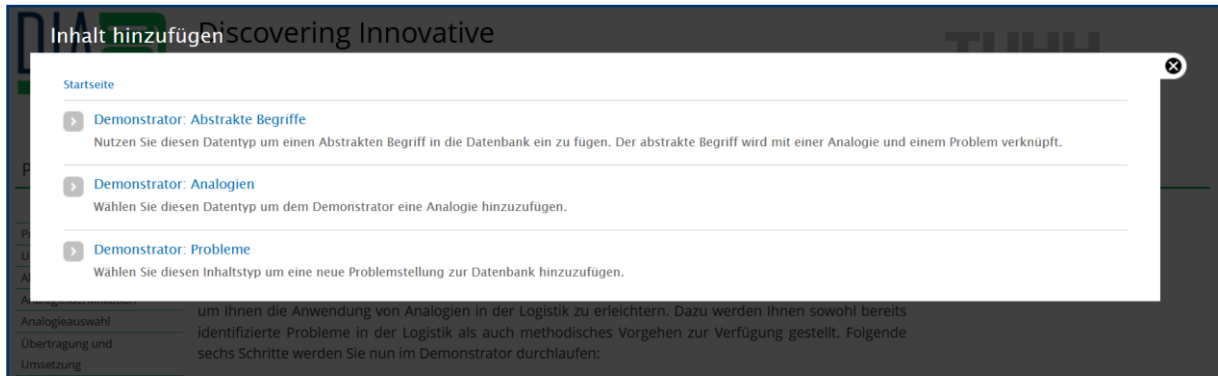 Discovering Innovative
Inhalt hinzufügen
TUHH
Startseite
Demonstrator: Abstrakte Begriffe
Nutzen Sie diesen Datentyp um einen Abstrakten Begriff in die Datenbank ein zu fügen. Der abstrakte Begriff wird mit einer Analogie und einem Problem verknüpft.
Demonstrator: Analogien
Wählen Sie diesen Datentyp um dem Demonstrator eine Analogie hinzuzufügen.
Demonstrator: Probleme
Wählen Sie diesen Inhaltstyp um eine neue Problemstellung zur Datenbank hinzuzufügen.
um Ihnen die Anwendung von Analogien in der Logistik zu erleichtern. Dazu werden Ihnen sowohl bereits
Analogieauswahl
identifizierte Probleme in der Logistik als auch methodisches Vorgehen zur Verfügung gestellt. Folgende
Übertragung und
sechs Schritte werden Sie nun im Demonstrator durchlaufen:
Umsetzung